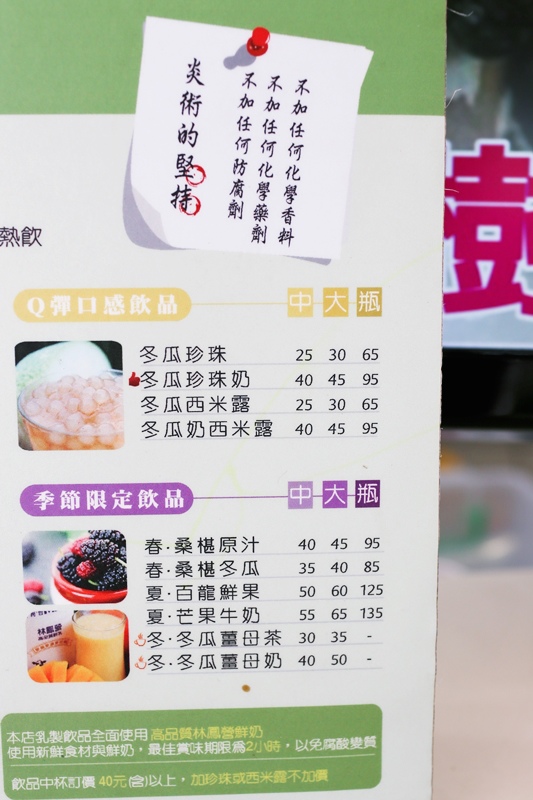 炎術的堅持
不加任何化學香料
不加任何化學藥劑
不加任何防腐劑
熱飲
Q彈口感飲品 中 大 瓶
冬瓜珍珠 25 30 65
冬瓜珍珠奶 40 45 95
冬瓜西米露 25 30 65
冬瓜奶西米露 40 45 95
季節限定飲品 中 大 瓶
春·桑椹原汁 40 45 95
春·桑椹冬瓜 35 40 85
夏·百龍鮮果 50 60 125
夏·芒果牛奶 55 65 135
冬·冬瓜薑母茶 30 35 -
冬·冬瓜薑母奶 40 50 -
林鳳營
本店乳製飲品全面使用 高品質林鳳營鮮奶
使用新鮮食材與鮮奶，最佳賞味期限為2小時，以免腐酸變質
飲品中杯訂價 40元(含)以上，加珍珠或西米露不加價